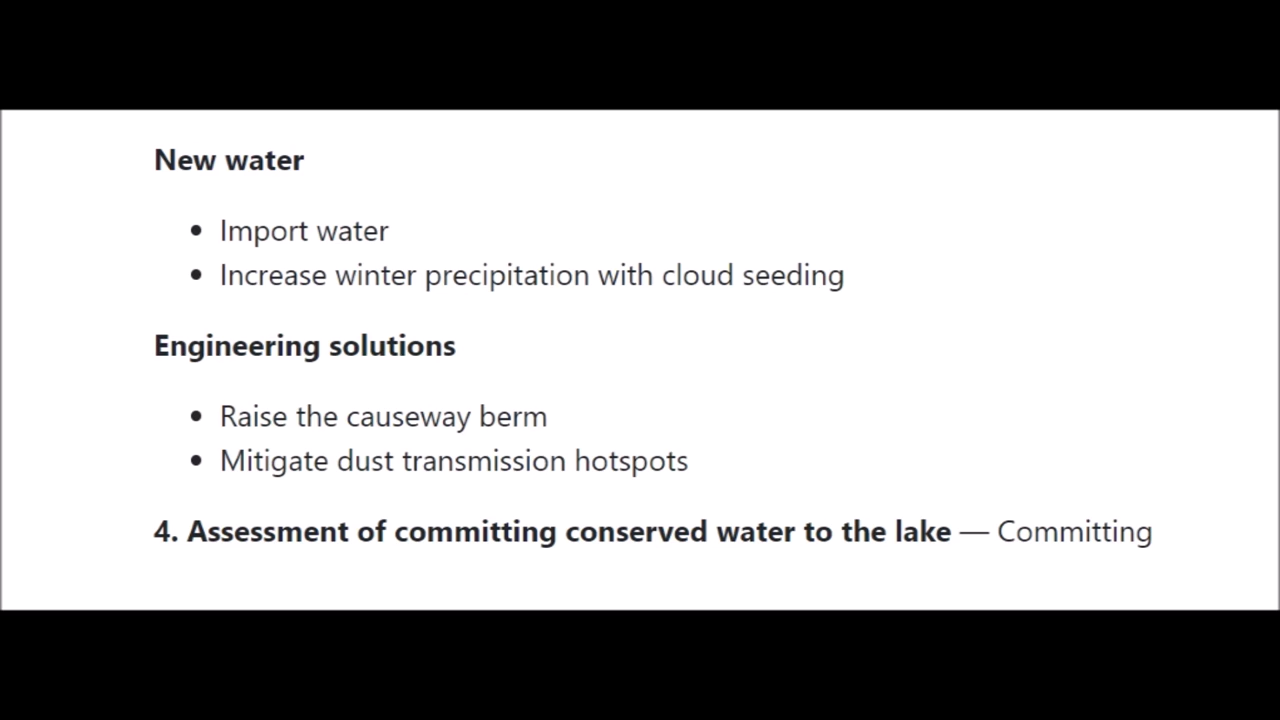 New water
• Import water
• Increase winter precipitation with cloud seeding
Engineering solutions
• Raise the causeway berm
• Mitigate dust transmission hotspots
4. Assessment of committing conserved water to the lake — Committing